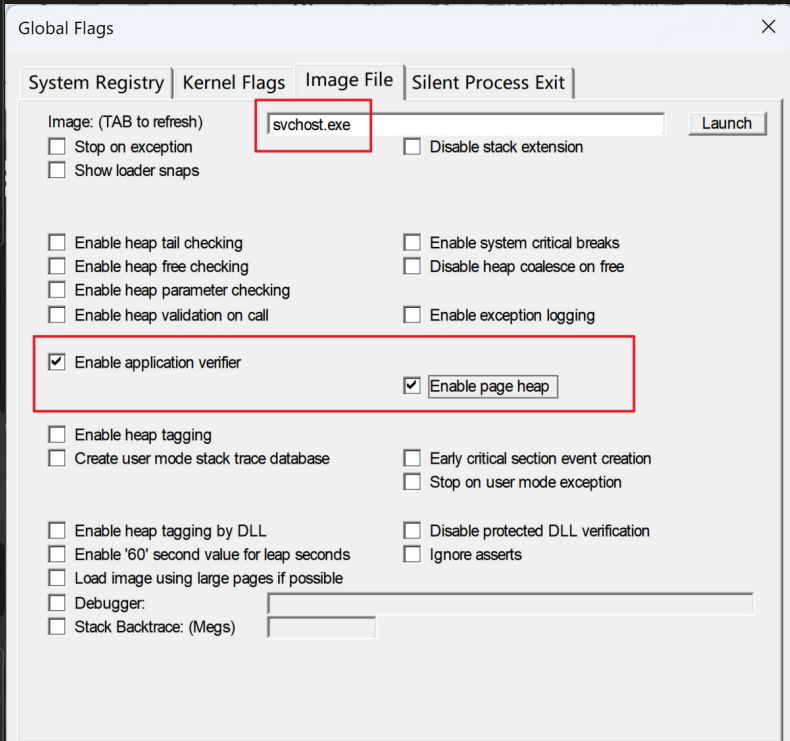 Global Flags
System Registry Kernel Flags Image File Silent Process Exit
Image: (TAB to refresh) svchost.exe Launch
Stop on exception Disable stack extension
Show loader snaps
Enable heap tail checking Enable system critical breaks
Enable heap free checking Disable heap coalesce on free
Enable heap parameter checking
Enable heap validation on call Enable exception logging
Enable application verifier
Enable page heap
Enable heap tagging
Create user mode stack trace database Early critical section event creation
Stop on user mode exception
Enable heap tagging by DLL Disable protected DLL verification
Enable '60' second value for leap seconds Ignore asserts
Load image using large pages if possible
Debugger:
Stack Backtrace: (Megs)